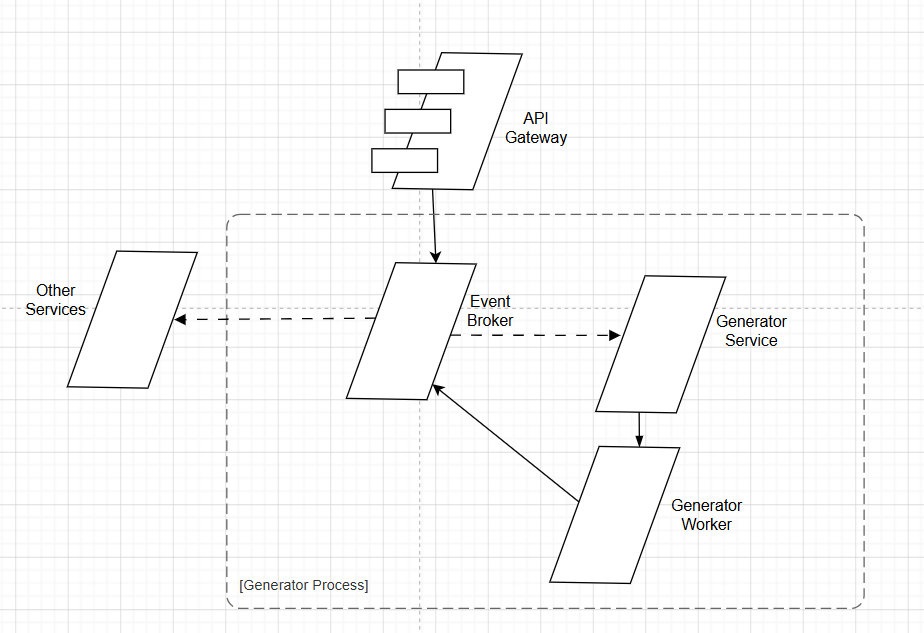 API
Gateway
Other
Services
Event
Broker
Generator
Service
Generator
Worker
[Generator Process]